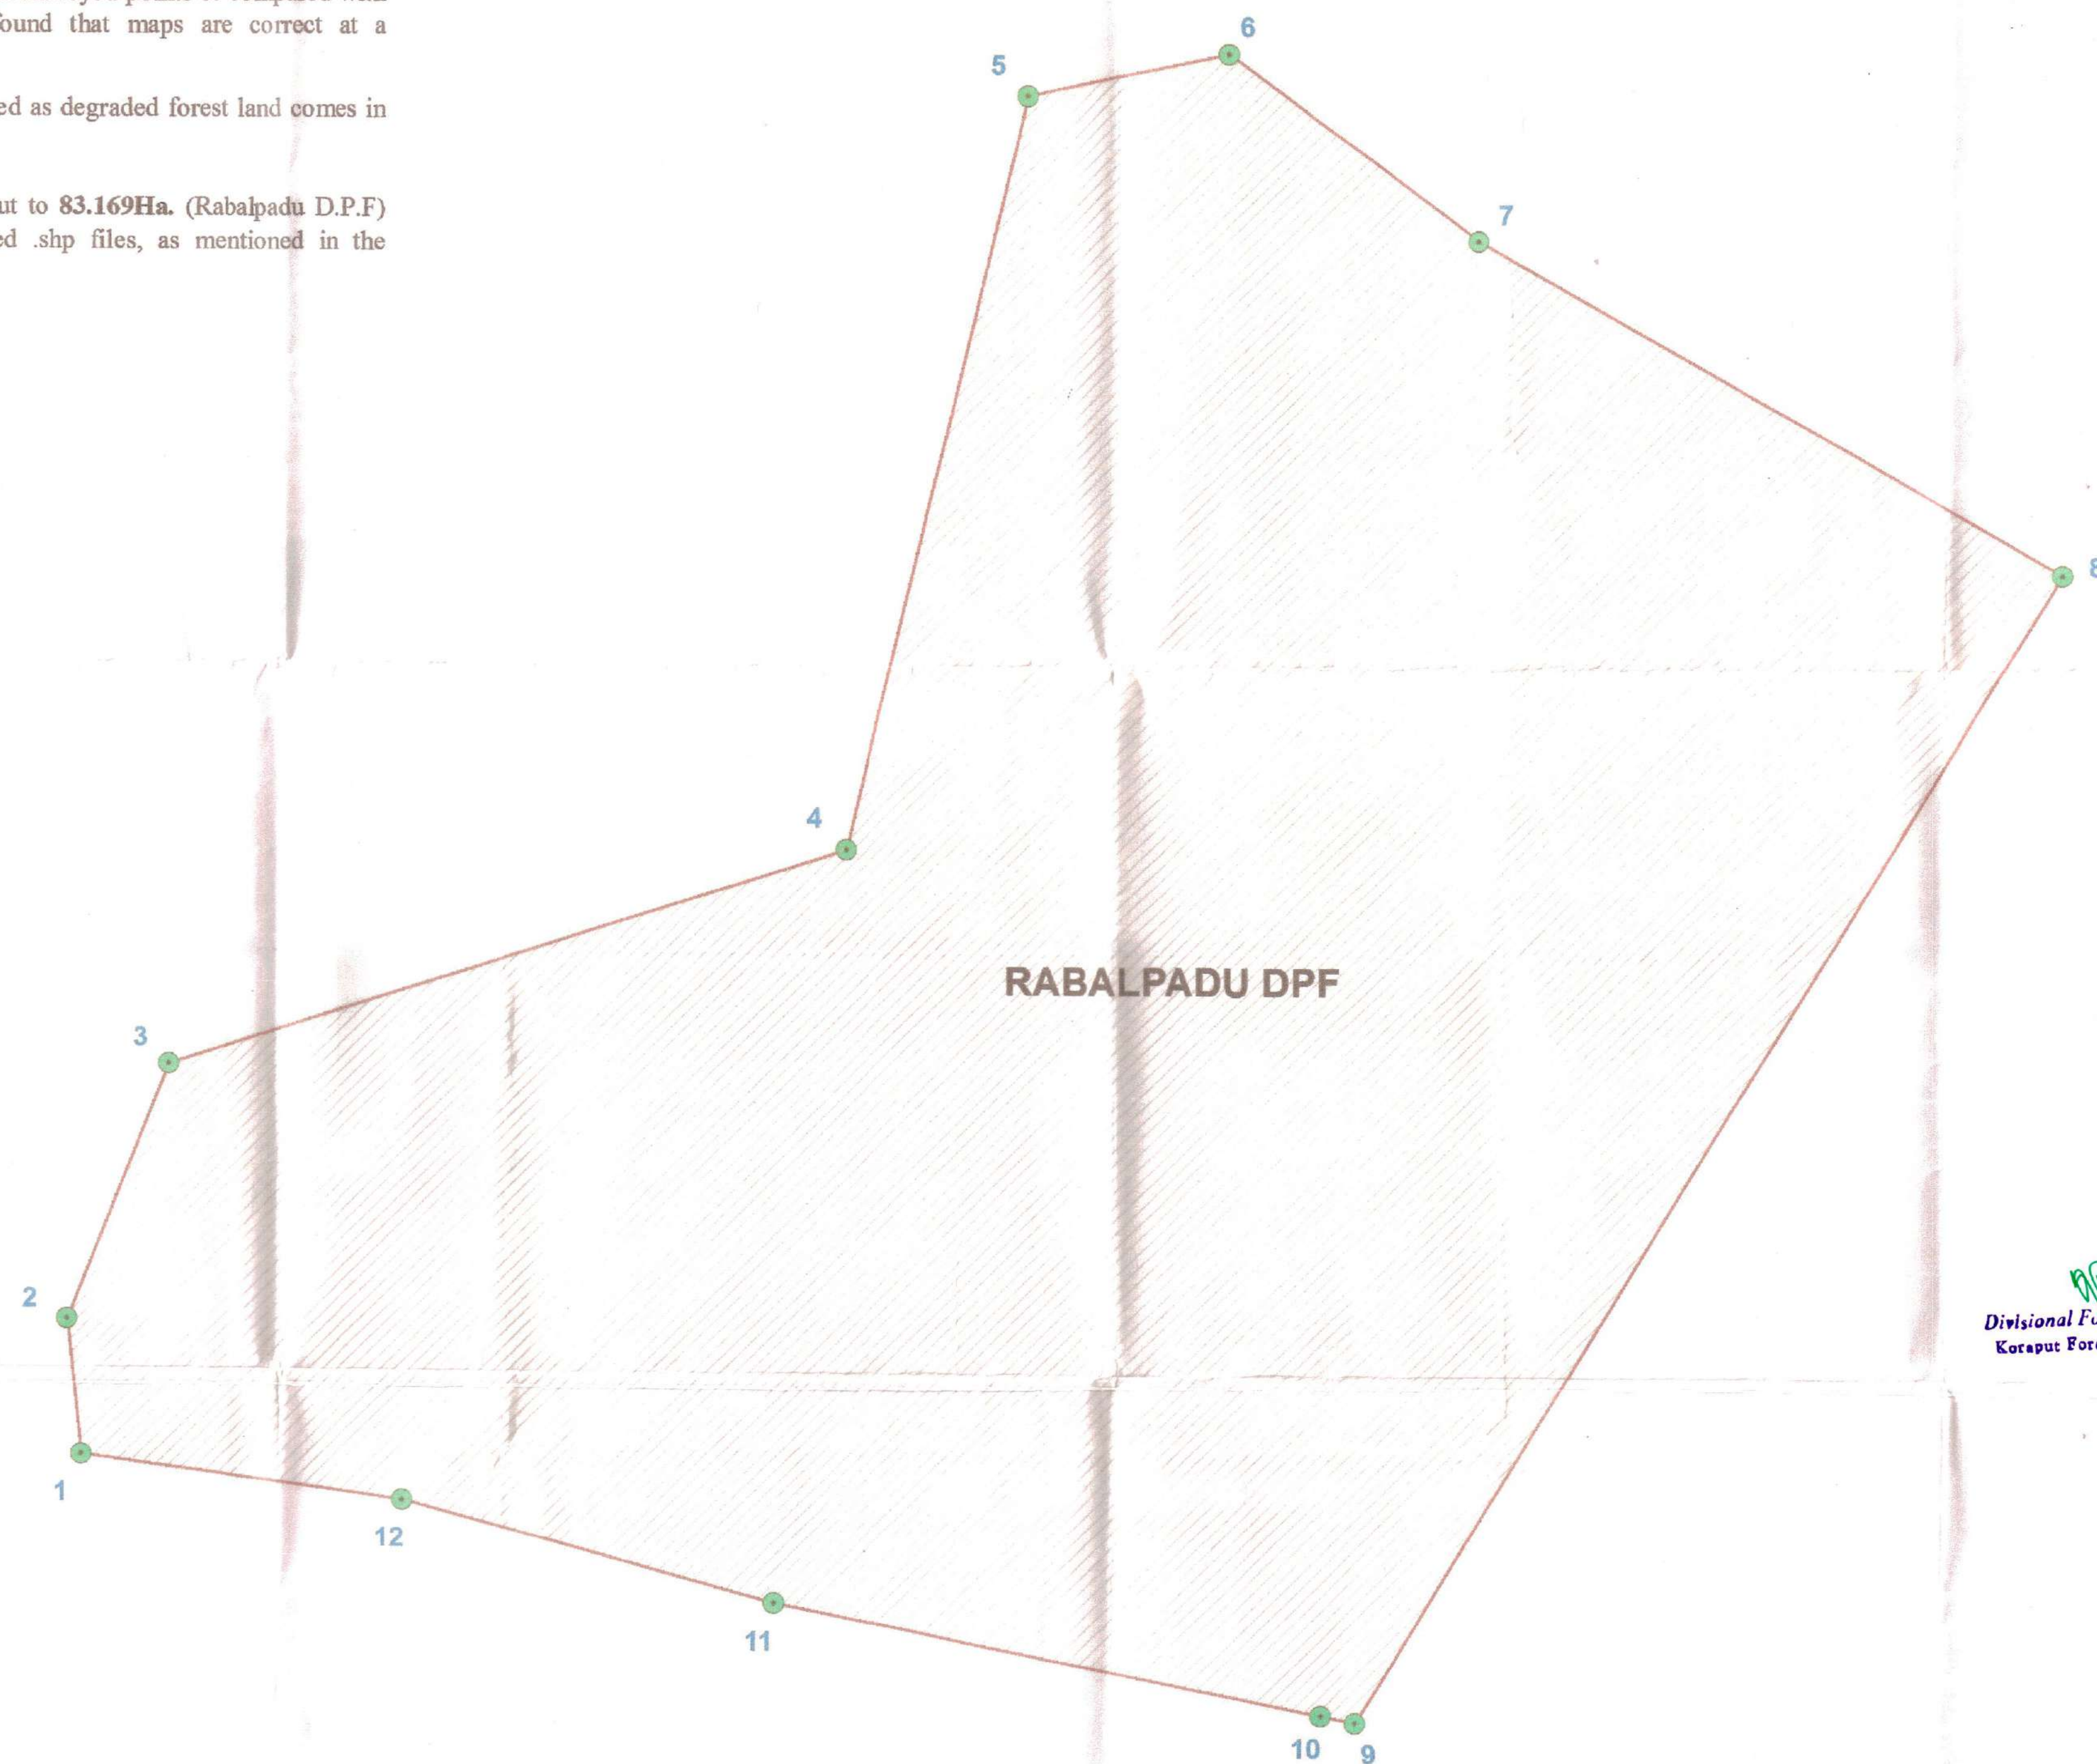 ound that maps are correct at a
ed as degraded forest land comes in
ut to 83.169Ha. (Rabalpadu D.P.F)
ed .shp files, as mentioned in the
6
5
7
8
4
RABALPADU DPF
3
2
Divisional
Koraput
1
12
11
10
9